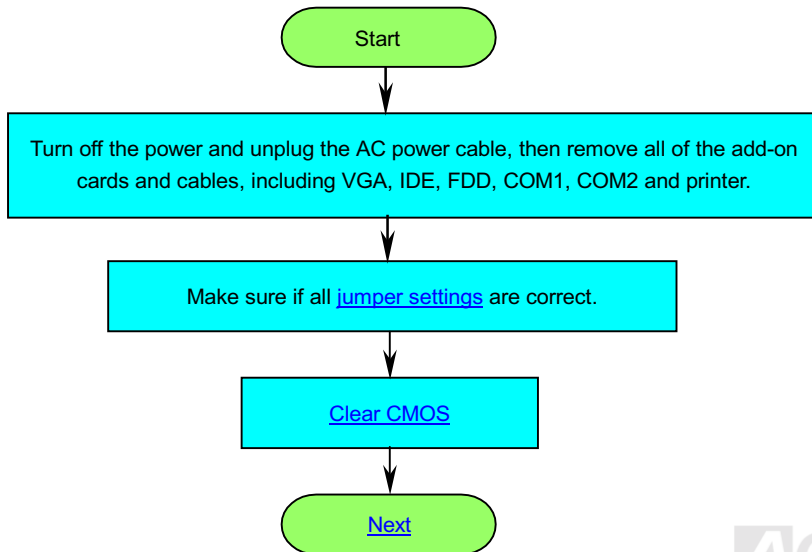 Start
Turn off the power and unplug the AC power cable, then remove all of the add-on
cards and cables, including VGA, IDE, FDD, COM1, COM2 and printer.
Make sure if all jumper settings are correct.
Clear CMOS
Next